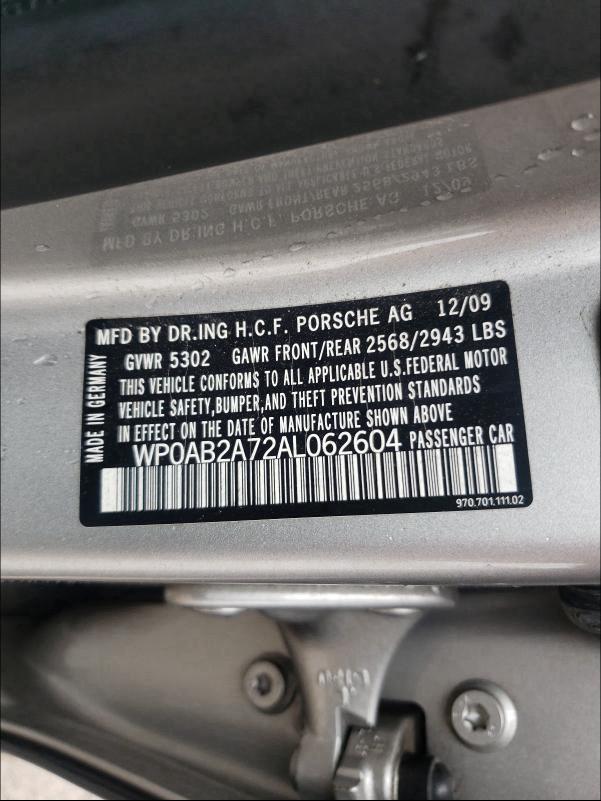 MFD BY DR.ING H.C.F. PORSCHE AG 12/09
GVWR 5302 GAWR FRONT/REAR 2568/2943 LBS
THIS VEHICLE CONFORMS TO ALL APPLICABLE U.S.FEDERAL MOTOR
VEHICLE SAFETY,BUMPER,AND THEFT PREVENTION STANDARDS
IN EFFECT ON THE DATE OF MANUFACTURE SHOWN ABOVE
WP0AB2A72AL062604 PASSENGER CAR
MADE IN GERMANY
970.701.111.02